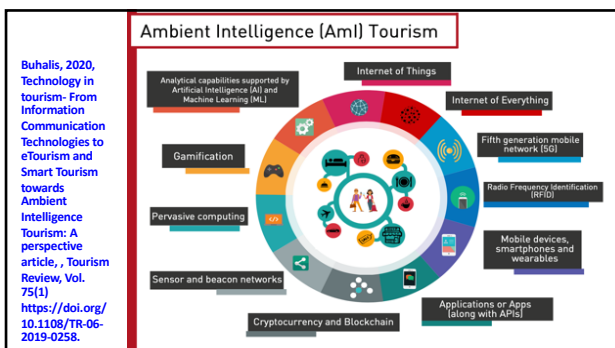 Ambient Intelligence (AmI) Tourism
Buhalis, 2020,
Technology in
tourism- From
Information
Communication
Technologies to
eTourism and
Smart Tourism
towards
Ambient
Intelligence
Tourism: A
perspective
article, , Tourism
Review, Vol.
75(1)
https://doi.org/
10.1108/TR-06-
2019-0258.
Internet of Things
Internet of Everything
Fifth generation mobile
network (5G)
Radio Frequency Identification
(RFID)
Mobile devices,
smartphones and
wearables
Applications or Apps
(along with APIs)
Cryptocurrency and Blockchain
Sensor and beacon networks
Pervasive computing
Gamification
Analytical capabilities supported by
Artificial Intelligence (AI) and
Machine Learning (ML)